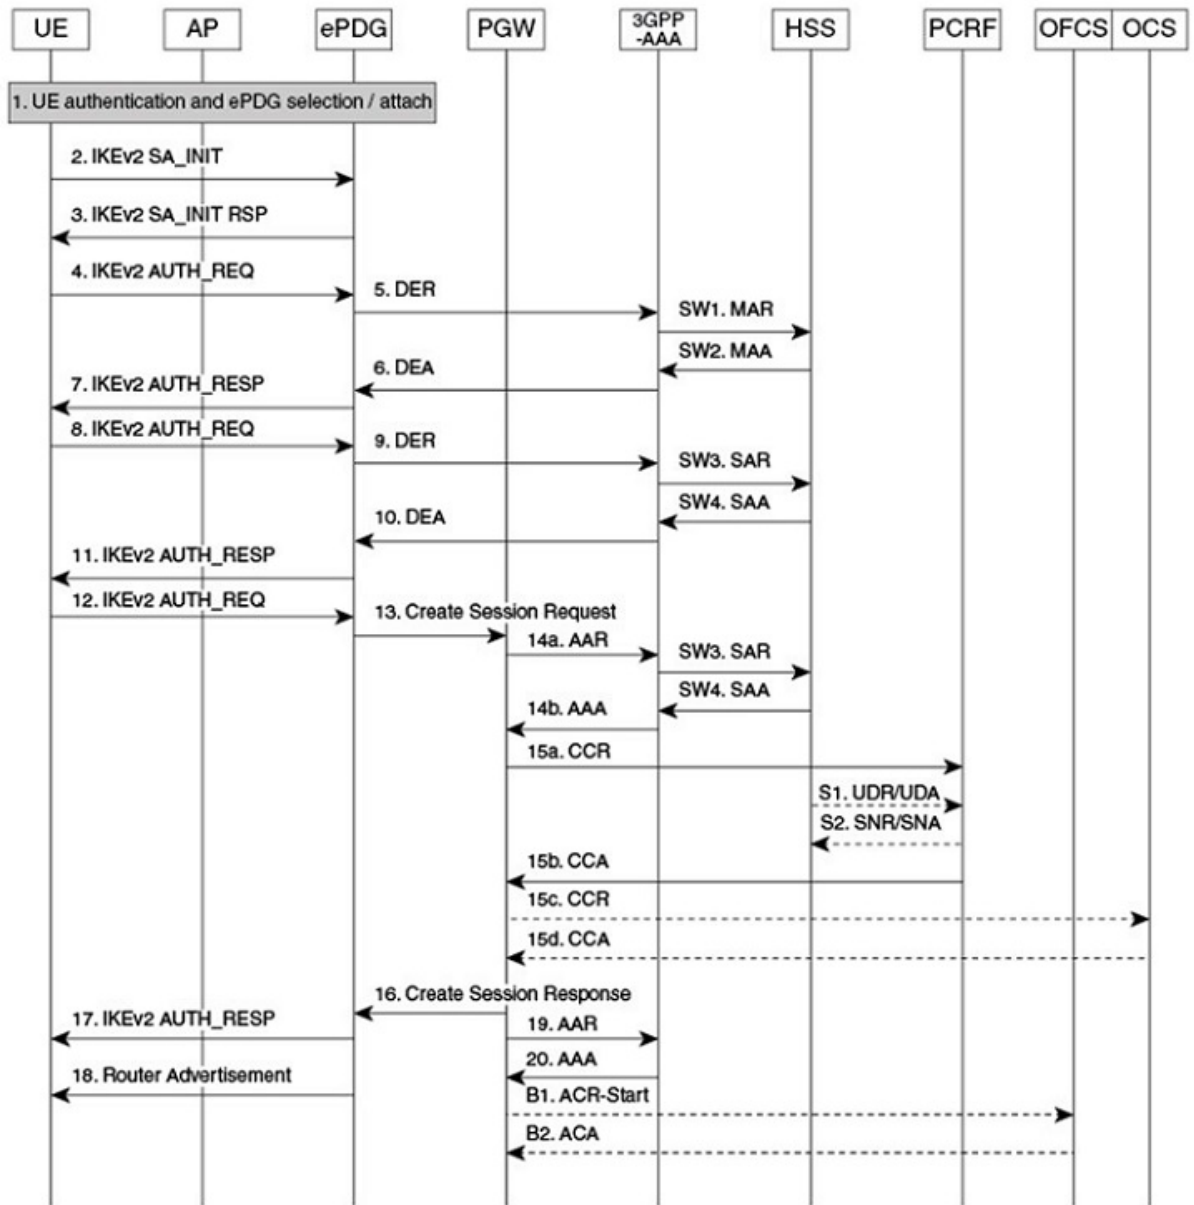 UE
AP
ePDG
PGW
3GPP
-AAA
HSS
PCRF
OFCS
OCS
1. UE authentication and ePDG selection / attach
2. IKEv2 SA_INIT
3. IKEv2 SA_INIT RSP
4. IKEv2 AUTH_REQ
5. DER
SW1. MAR
SW2. MAA
6. DEA
7. IKEv2 AUTH_RESP
8. IKEv2 AUTH_REQ
9. DER
SW3. SAR
SW4. SAA
10. DEA
11. IKEv2 AUTH_RESP
12. IKEv2 AUTH_REQ
13. Create Session Request
14a. AAR
SW3. SAR
SW4. SAA
14b. AAA
15a. CCR
S1. UDR/UDA
S2. SNR/SNA
15b. CCA
15c. CCR
15d. CCA
16. Create Session Response
17. IKEv2 AUTH_RESP
19. AAR
20. AAA
18. Router Advertisement
B1. ACR-Start
B2. ACA